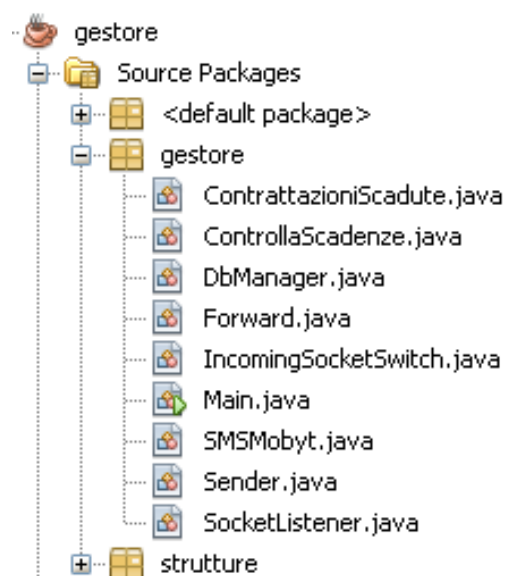 gestore
Source Packages
<default package>
gestore
ContrattazioniScadute.java
ControllaScadenze.java
DbManager.java
Forward.java
IncomingSocketSwitch.java
Main.java
SMSMobyt.java
Sender.java
SocketListener.java
strutture